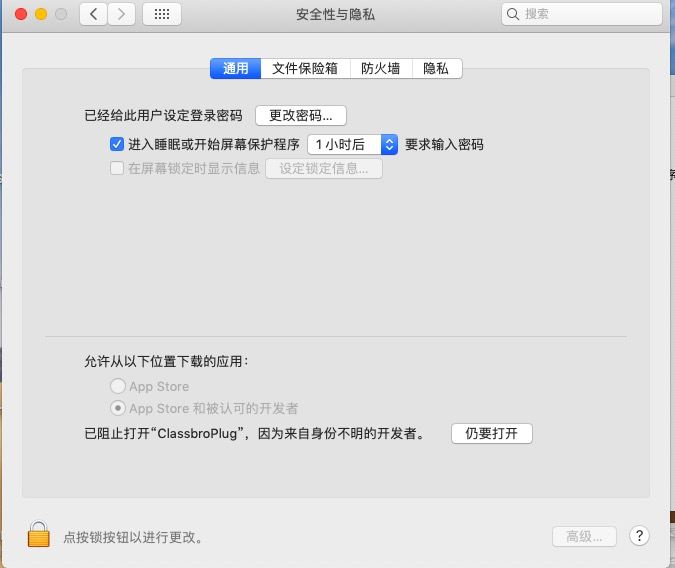 安全性与隐私
搜索
通用 文件保险箱 防火墙 隐私
已经给此用户设定登录密码 更改密码...
进入睡眠或开始屏幕保护程序 1 小时后 要求输入密码
在屏幕锁定时显示信息 设定锁定信息...
允许从以下位置下载的应用：
App Store
App Store 和被认可的开发者
已阻止打开“ClassbroPlug”，因为来自身份不明的开发者。 仍要打开
点按锁按钮以进行更改。 高级... ?